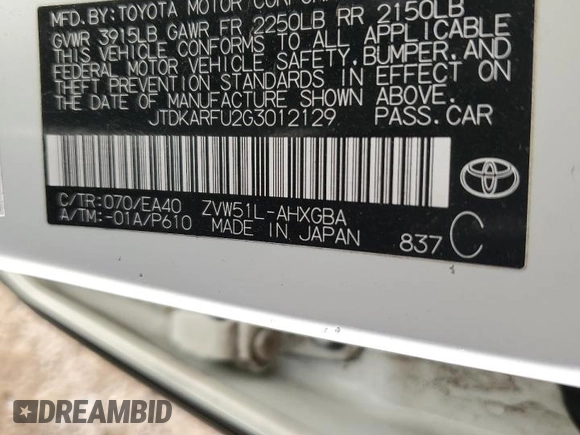 MFD. BY: TOYOTA MOTOR
GVWR 3915LB GAWR FR 2250LB RR 2150LB
THIS VEHICLE CONFORMS TO ALL APPLICABLE
FEDERAL MOTOR VEHICLE SAFETY, BUMPER, AND
THEFT PREVENTION STANDARDS IN EFFECT ON
THE DATE OF MANUFACTURE SHOWN ABOVE.
JTDKARFU2G3012129 PASS.CAR
C/TR:070/EA40 ZVW51L-AHXGBA
A/TM:-01A/P610 MADE IN JAPAN 837 C
DREAMBID